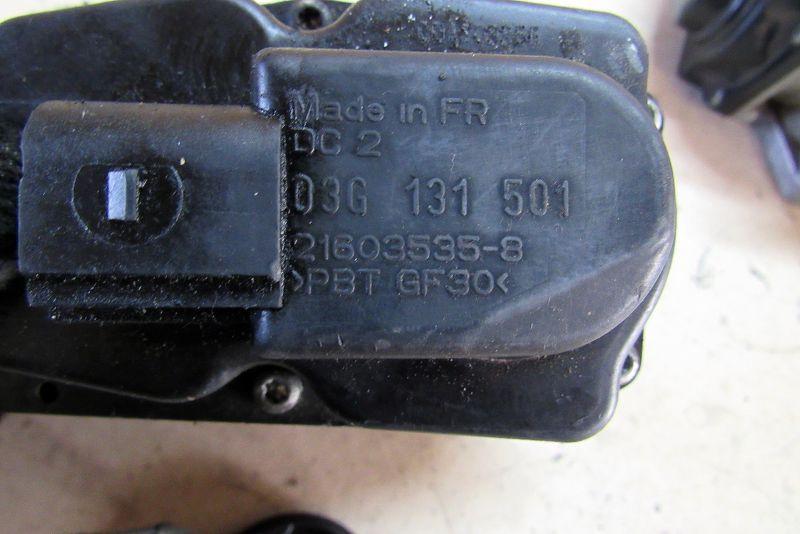 Made in FR
DC 2
03G 131 501
21603535-8
>PBT GF30<